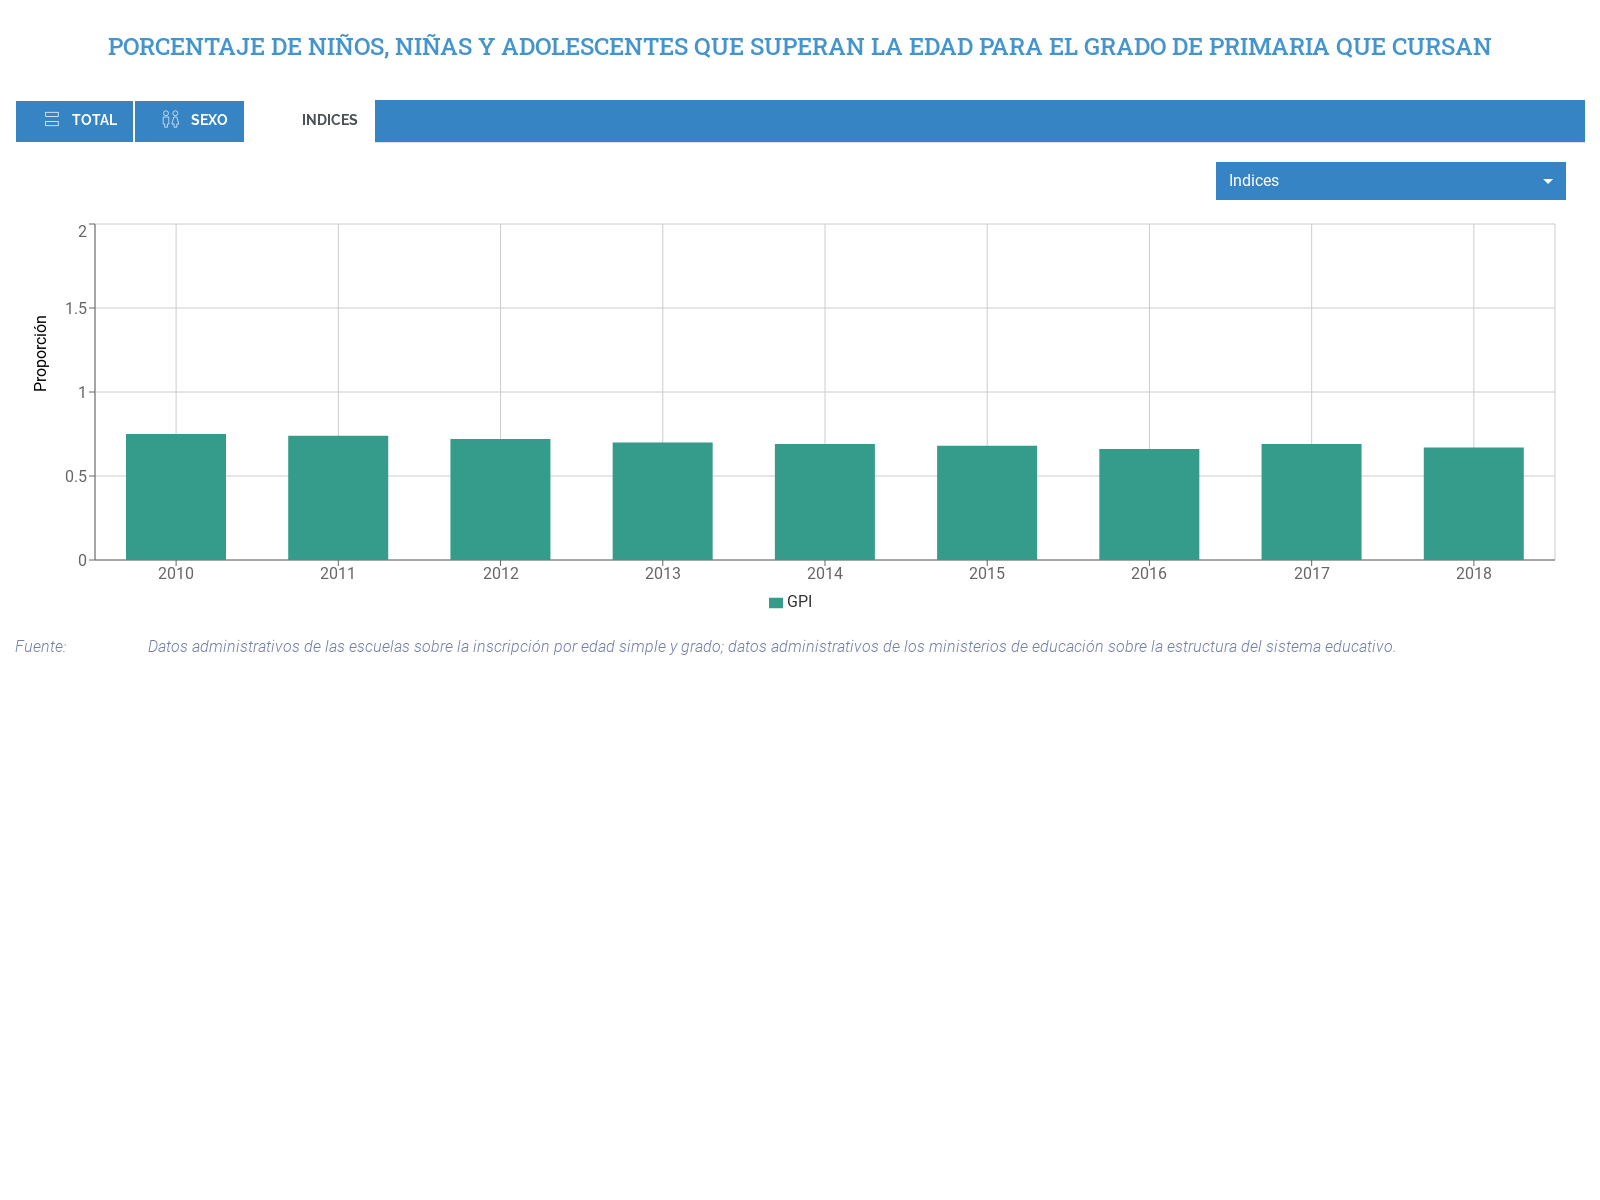 PORCENTAJE DE NIÑOS, NIÑAS Y ADOLESCENTES QUE SUPERAN LA EDAD PARA EL GRADO DE PRIMARIA QUE CURSAN
TOTAL SEXO INDICES
Indices
2
1.5
1
0.5
0
Proporción
2010 2011 2012 2013 2014 2015 2016 2017 2018
GPI
Fuente: Datos administrativos de las escuelas sobre la inscripción por edad simple y grado; datos administrativos de los ministerios de educación sobre la estructura del sistema educativo.